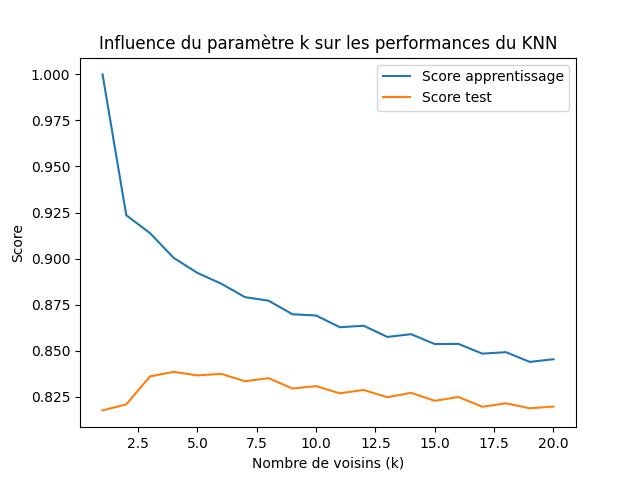 Influence du paramètre k sur les performances du KNN
Score apprentissage
Score test
1.000
0.975
0.950
0.925
0.900
0.875
0.850
0.825
Score
2.5 5.0 7.5 10.0 12.5 15.0 17.5 20.0
Nombre de voisins (k)